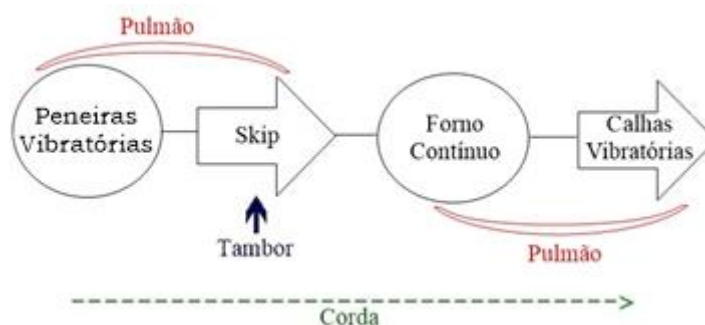 Pulmão
Peneiras
Vibratórias
Skip
Forno
Contínuo
Calhas
Vibratórias
Tambor
Pulmão
Corda